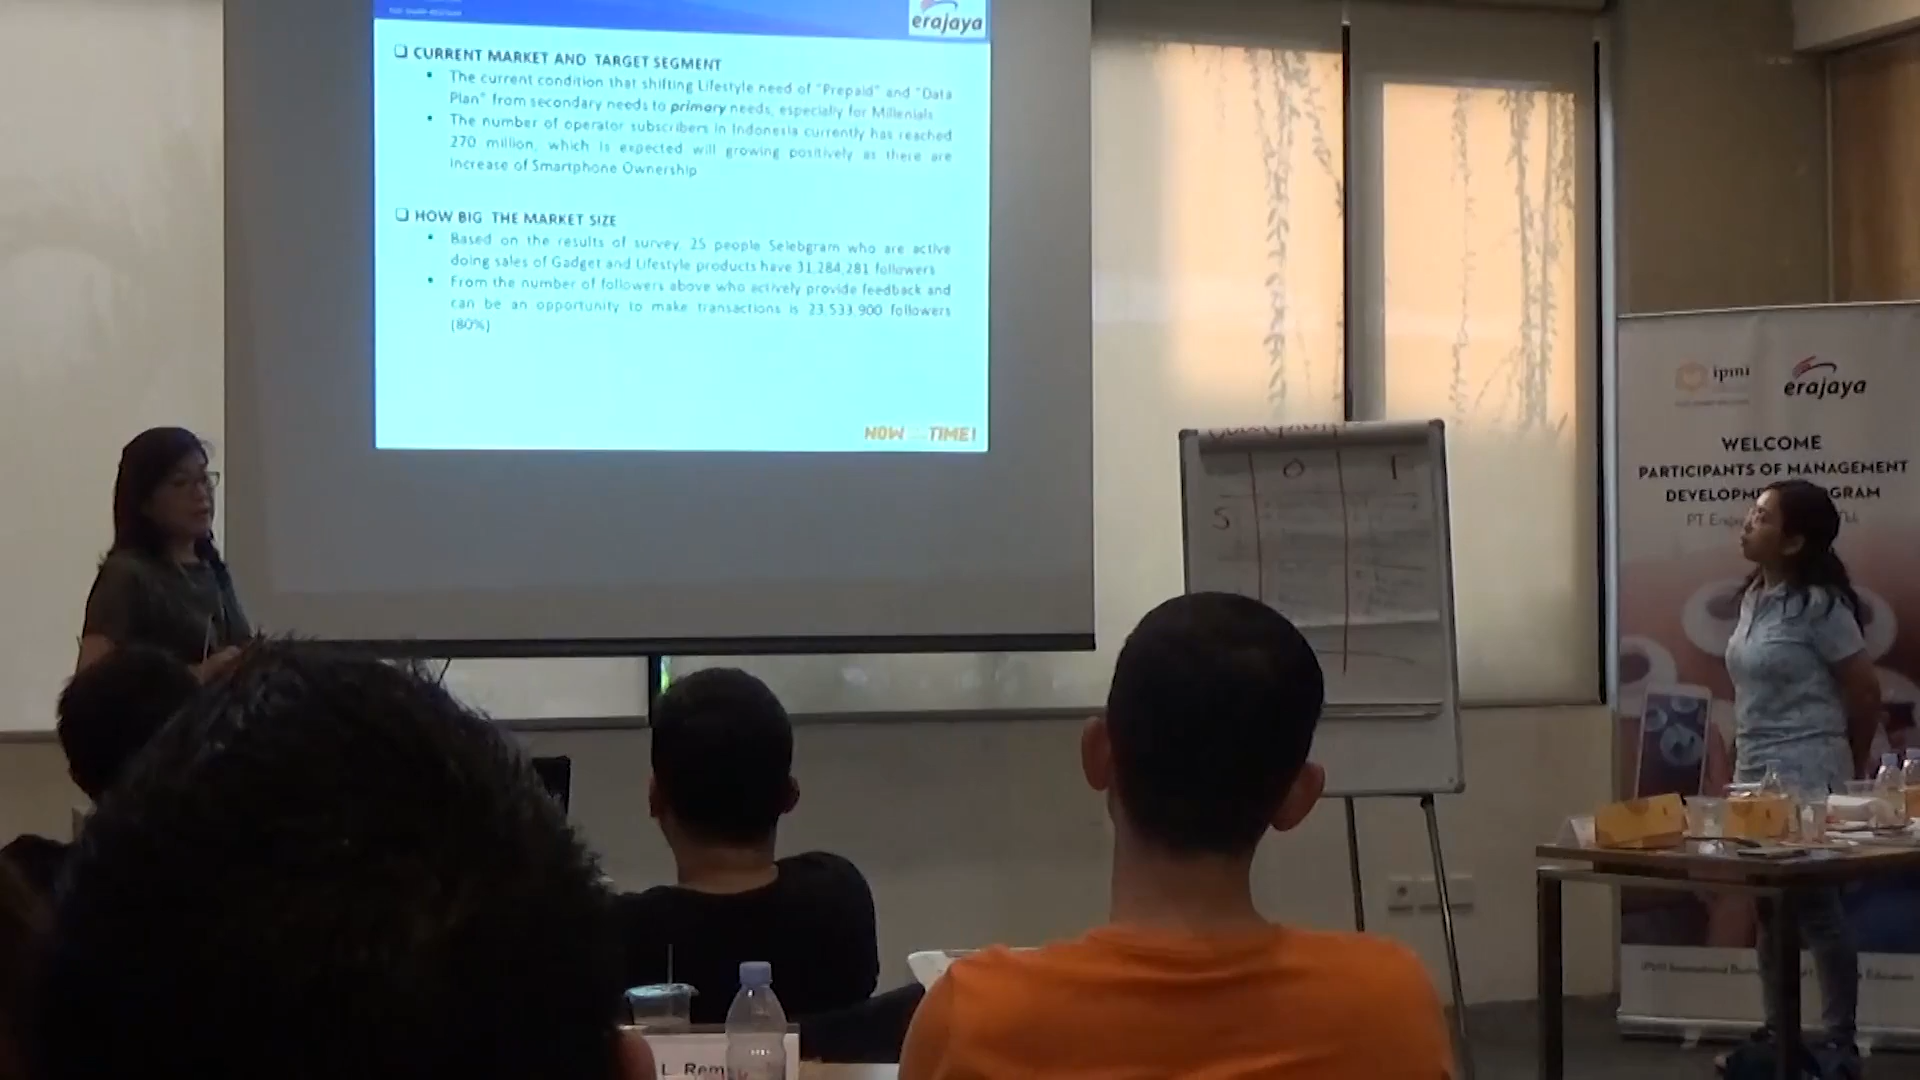 erajaya
❑ CURRENT MARKET AND TARGET SEGMENT
▪ The current condition that shifting Lifestyle need of "Prepaid" and "Data
Plan" from secondary needs to primary needs, especially for Millenials
▪ The number of operator subscribers in Indonesia currently has reached
270 million, which is expected will growing positively as there are
increase of Smartphone Ownership
❑ HOW BIG THE MARKET SIZE
▪ Based on the results of survey, 25 people Selebgram who are active
doing sales of Gadget and Lifestyle products have 31.284.281 followers
▪ From the number of followers above who actively provide feedback and
can be an opportunity to make transactions is 23.533.900 followers
(80%)
NOW TIME!
O T
S
ipmi erajaya
WELCOME
PARTICIPANTS OF MANAGEMENT
PT
L. Rem